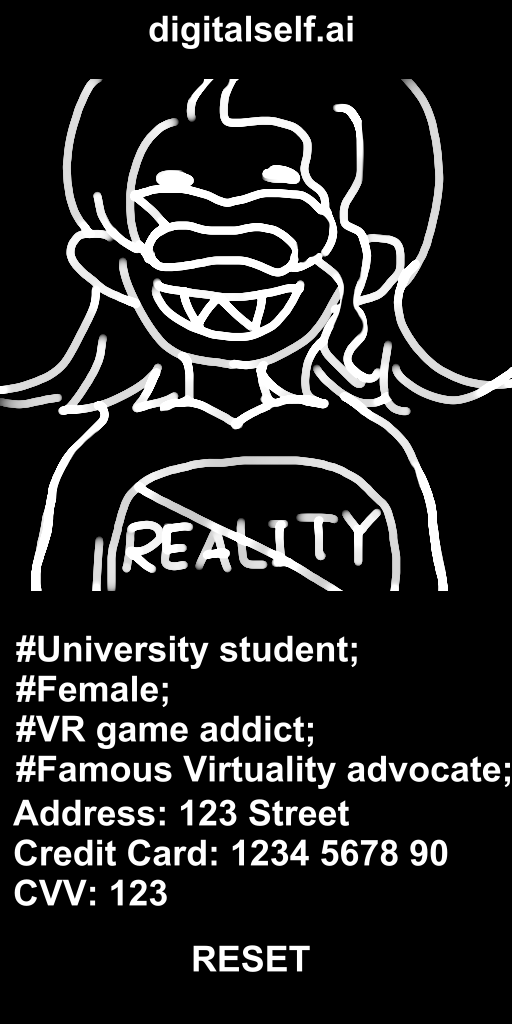 digitalself.ai
REALITY
#University student;
#Female;
#VR game addict;
#Famous Virtuality advocate;
Address: 123 Street
Credit Card: 1234 5678 90
CVV: 123
RESET